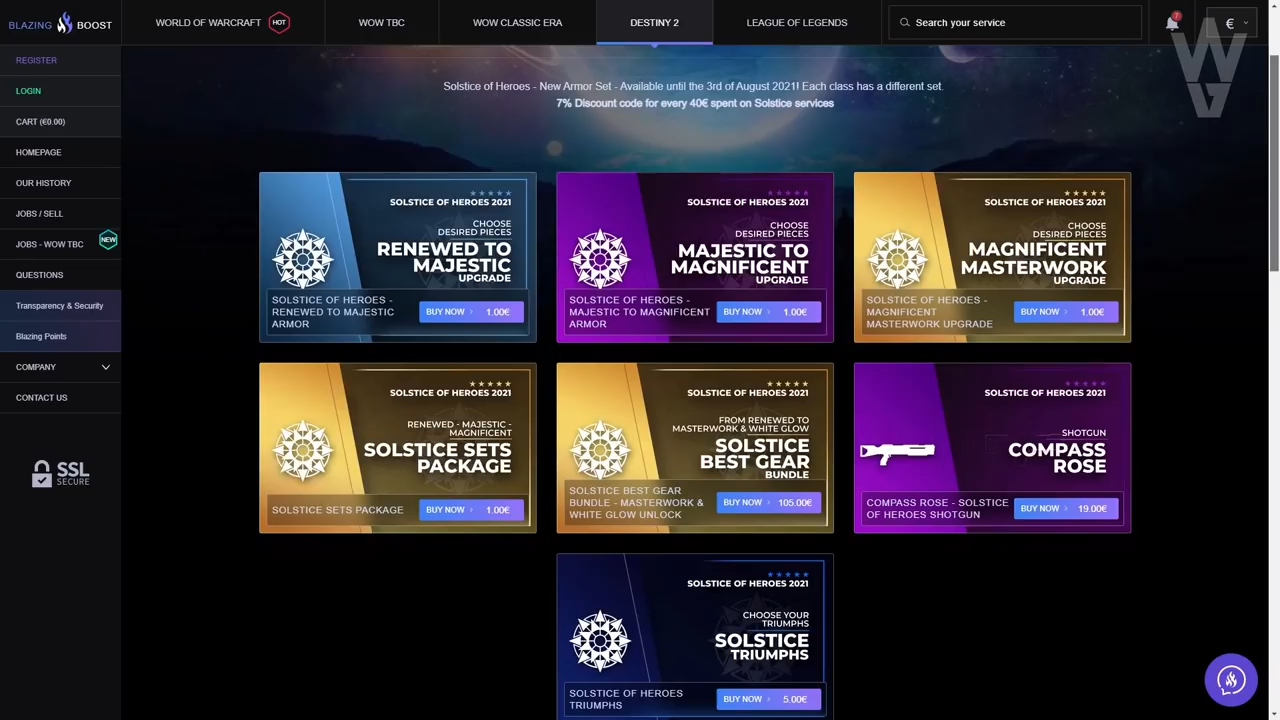 BLAZING BOOST
WORLD OF WARCRAFT HOT
WOW TBC
WOW CLASSIC ERA
DESTINY 2
LEAGUE OF LEGENDS
Search your service
7
€
REGISTER
LOGIN
CART (€0.00)
HOMEPAGE
OUR HISTORY
JOBS / SELL
JOBS - WOW TBC NEW
QUESTIONS
Transparency & Security
Blazing Points
COMPANY
CONTACT US
SSL
SECURE
Solstice of Heroes - New Armor Set - Available until the 3rd of August 2021! Each class has a different set.
7% Discount code for every 40€ spent on Solstice services
SOLSTICE OF HEROES 2021
CHOOSE
DESIRED PIECES
RENEWED TO
MAJESTIC
UPGRADE
SOLSTICE OF HEROES -
RENEWED TO MAJESTIC
ARMOR
BUY NOW 1.00€
SOLSTICE OF HEROES 2021
CHOOSE
DESIRED PIECES
MAJESTIC TO
MAGNIFICENT
UPGRADE
SOLSTICE OF HEROES -
MAJESTIC TO MAGNIFICENT
ARMOR
BUY NOW 1.00€
SOLSTICE OF HEROES 2021
CHOOSE
DESIRED PIECES
MAGNIFICENT
MASTERWORK
UPGRADE
SOLSTICE OF HEROES -
MAGNIFICENT
MASTERWORK UPGRADE
BUY NOW 1.00€
SOLSTICE OF HEROES 2021
RENEWED - MAJESTIC -
MAGNIFICENT
SOLSTICE SETS
PACKAGE
SOLSTICE SETS PACKAGE
BUY NOW 1.00€
SOLSTICE OF HEROES 2021
FROM RENEWED TO
MASTERWORK & WHITE GLOW
SOLSTICE
BEST GEAR
BUNDLE
SOLSTICE BEST GEAR
BUNDLE - MASTERWORK &
WHITE GLOW UNLOCK
BUY NOW 105.00€
SOLSTICE OF HEROES 2021
SHOTGUN
COMPASS
ROSE
COMPASS ROSE - SOLSTICE
OF HEROES SHOTGUN
BUY NOW 19.00€
SOLSTICE OF HEROES 2021
CHOOSE YOUR
TRIUMPHS
SOLSTICE
TRIUMPHS
SOLSTICE OF HEROES
TRIUMPHS
BUY NOW 5.00€